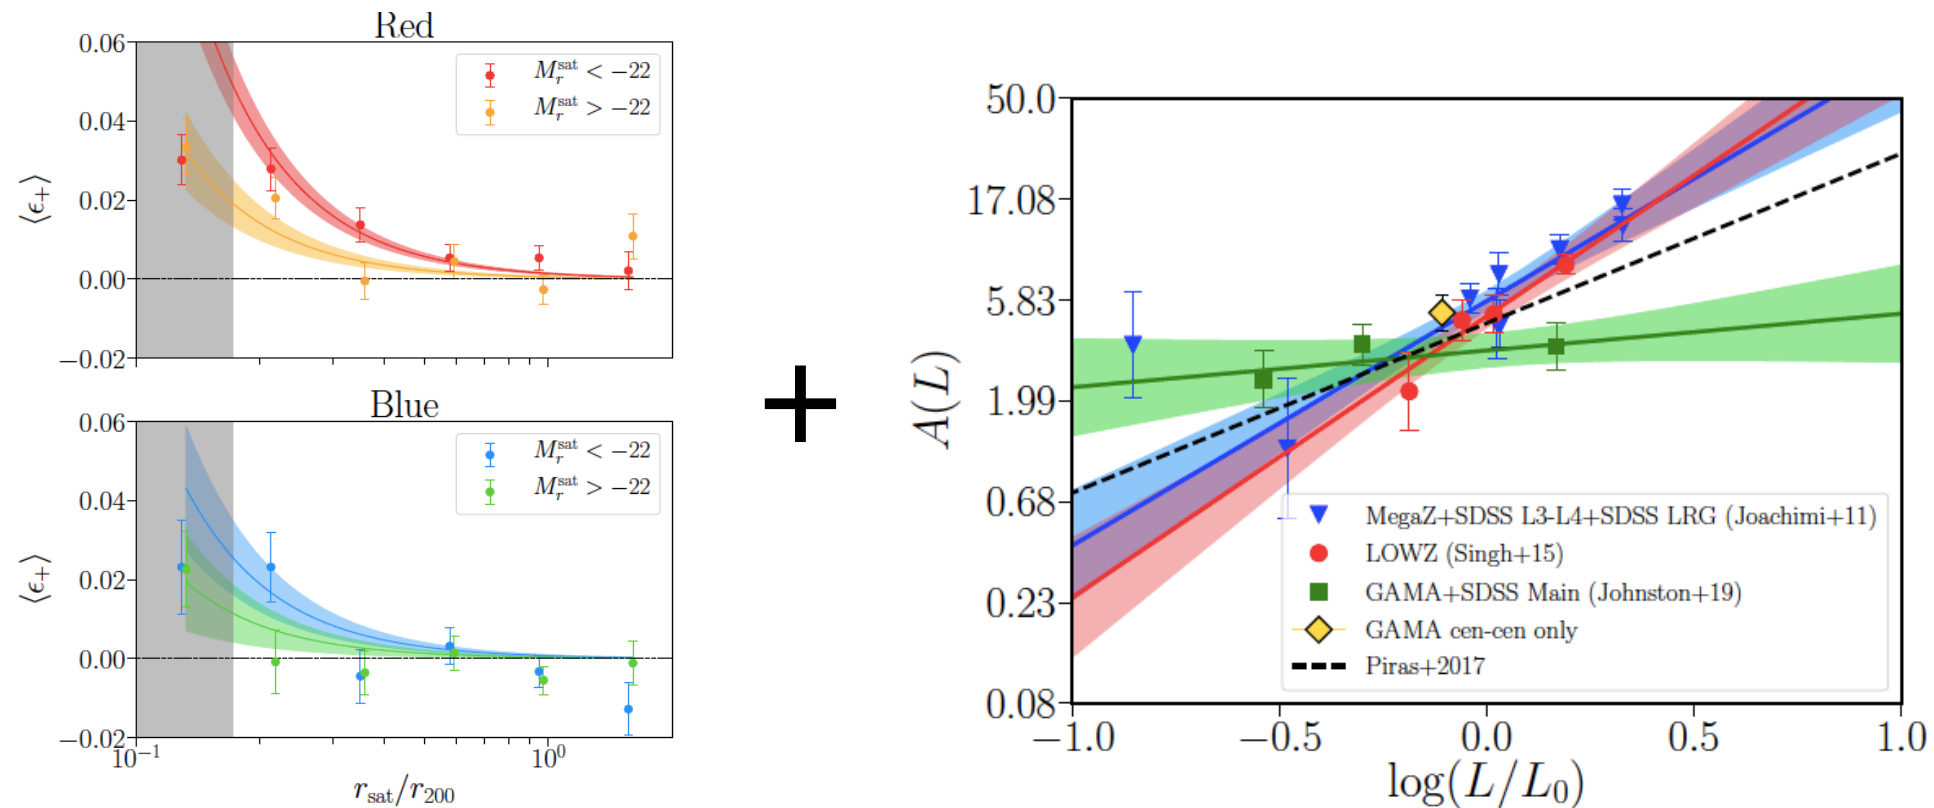 Red
0.06
0.04
0.02
0.00
−0.02
⟨ϵ₊⟩
M_r^sat < −22
M_r^sat > −22
Blue
0.06
0.04
0.02
0.00
−0.02
⟨ϵ₊⟩
M_r^sat < −22
M_r^sat > −22
10⁻¹
10⁰
r_sat/r_200
+
50.0
17.08
5.83
1.99
0.68
0.23
0.08
A(L)
MegaZ+SDSS L3-L4+SDSS LRG (Joachimi+11)
LOWZ (Singh+15)
GAMA+SDSS Main (Johnston+19)
GAMA cen-cen only
Piras+2017
−1.0
−0.5
0.0
0.5
1.0
log(L/L₀)